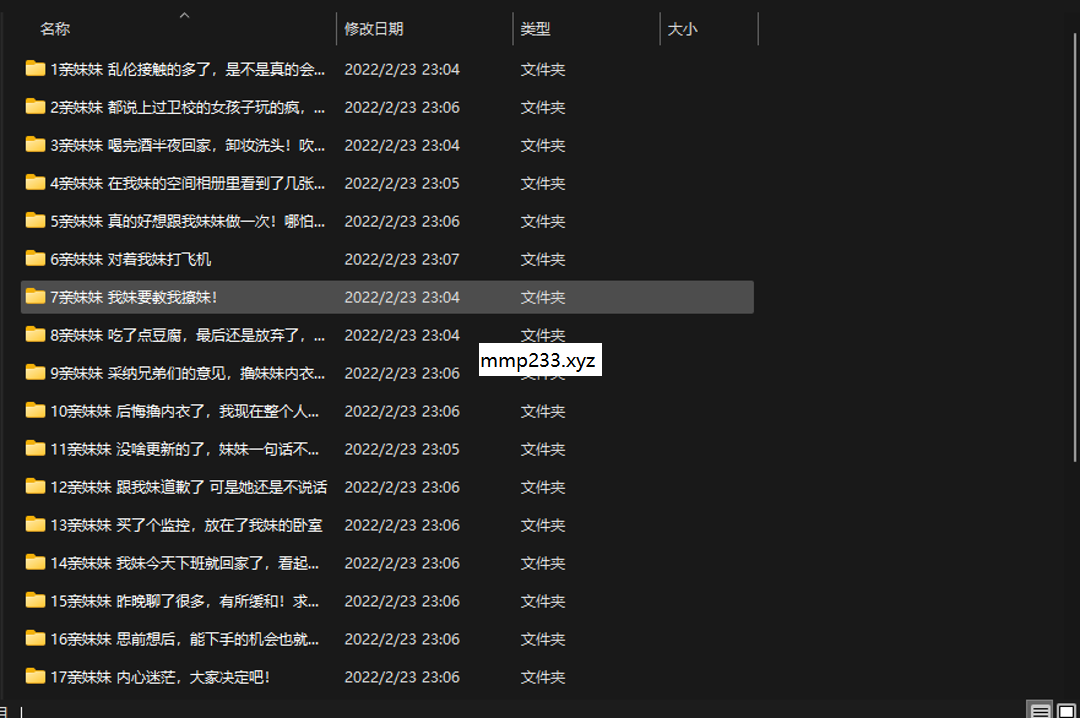 名称 修改日期 类型 大小
1亲妹妹 乱伦接触的多了，是不是真的会... 2022/2/23 23:04 文件夹
2亲妹妹 都说上过卫校的女孩子玩的疯，... 2022/2/23 23:06 文件夹
3亲妹妹 喝完酒半夜回家，卸妆洗头！吹... 2022/2/23 23:04 文件夹
4亲妹妹 在我妹的空间相册里看到了几张... 2022/2/23 23:05 文件夹
5亲妹妹 真的好想跟我妹妹做一次！哪怕... 2022/2/23 23:06 文件夹
6亲妹妹 对着我妹打飞机 2022/2/23 23:07 文件夹
7亲妹妹 我妹要教我撩妹！ 2022/2/23 23:04 文件夹
8亲妹妹 吃了点豆腐，最后还是放弃了，... 2022/2/23 23:04 文件夹
mmp233.xyz
9亲妹妹 采纳兄弟们的意见，撸妹妹内衣... 2022/2/23 23:06 文件夹
10亲妹妹 后悔撸内衣了，我现在整个人... 2022/2/23 23:06 文件夹
11亲妹妹 没啥更新的了，妹妹一句话不... 2022/2/23 23:05 文件夹
12亲妹妹 跟我妹道歉了 可是她还是不说话 2022/2/23 23:06 文件夹
13亲妹妹 买了个监控，放在了我妹的卧室 2022/2/23 23:06 文件夹
14亲妹妹 我妹今天下班就回家了，看起... 2022/2/23 23:06 文件夹
15亲妹妹 昨晚聊了很多，有所缓和！求... 2022/2/23 23:06 文件夹
16亲妹妹 思前想后，能下手的机会也就... 2022/2/23 23:06 文件夹
17亲妹妹 内心迷茫，大家决定吧！ 2022/2/23 23:06 文件夹